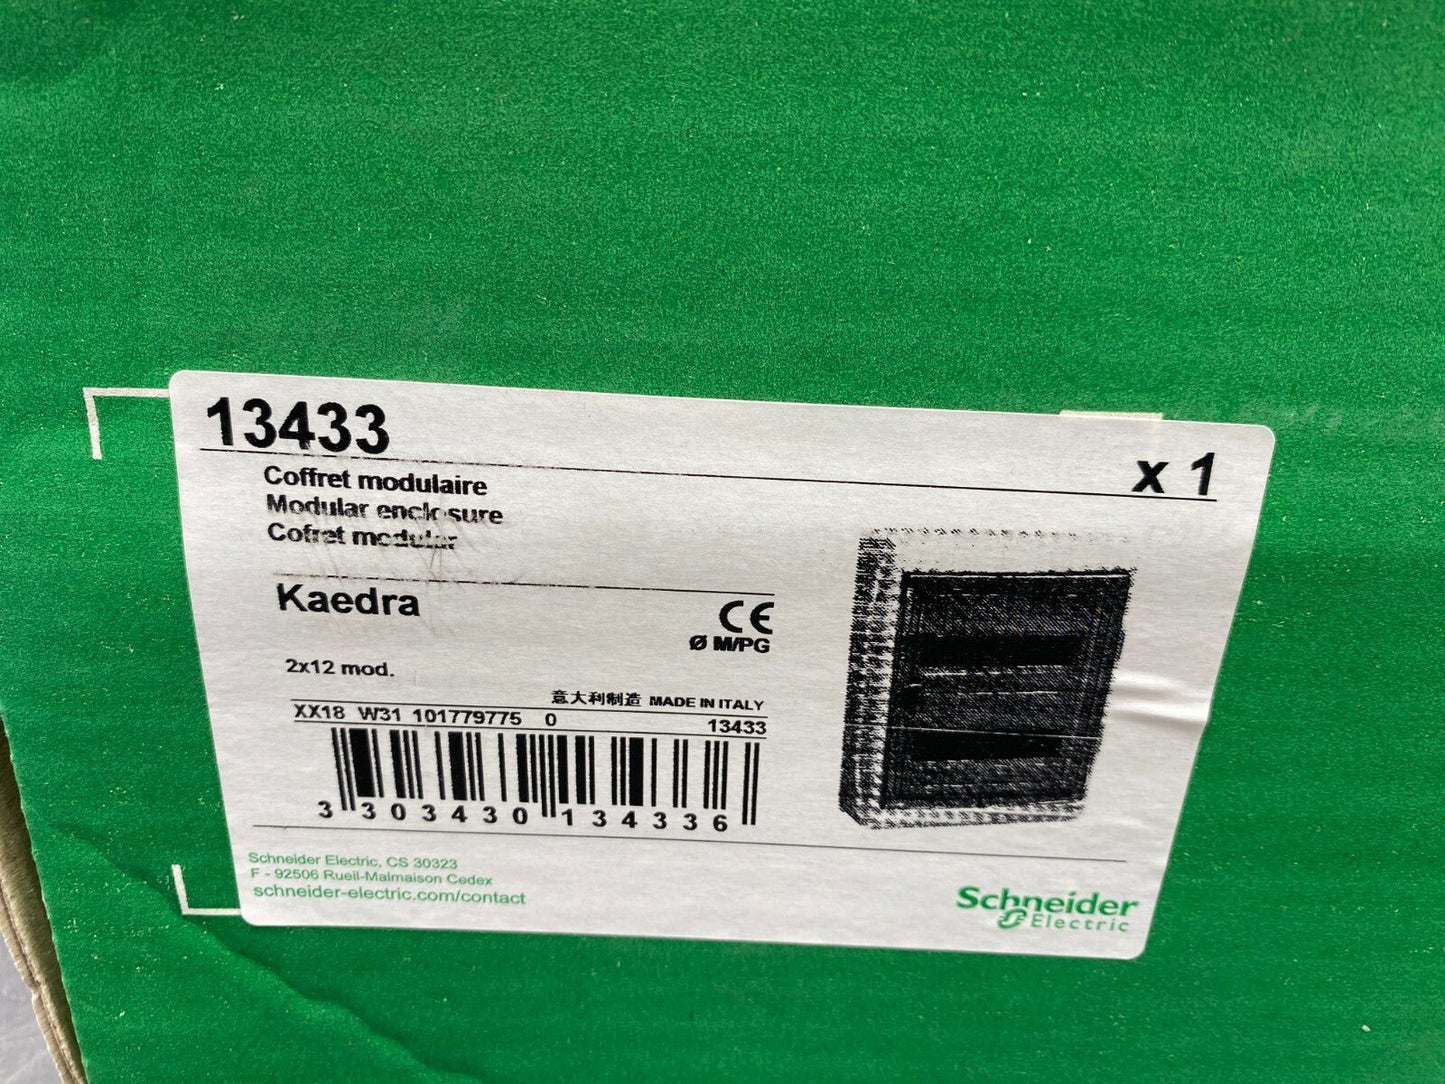 13433
x 1
Coffret modulaire
Modular enclosure
Cofret modular
Kaedra
CE
Ø M/PG
2x12 mod.
意大利制造 MADE IN ITALY
XX18 W31 101779775 0 13433
3 303430 134336
Schneider Electric, CS 30323
F - 92506 Rueil-Malmaison Cedex
schneider-electric.com/contact
Schneider
Electric